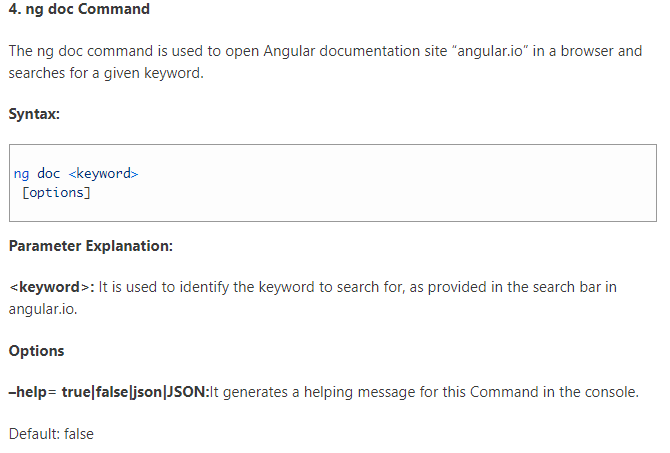 4. ng doc Command
The ng doc command is used to open Angular documentation site “angular.io” in a browser and
searches for a given keyword.
Syntax:
ng doc <keyword>
[options]
Parameter Explanation:
<keyword>: It is used to identify the keyword to search for, as provided in the search bar in
angular.io.
Options
–help= true|false|json|JSON:It generates a helping message for this Command in the console.
Default: false